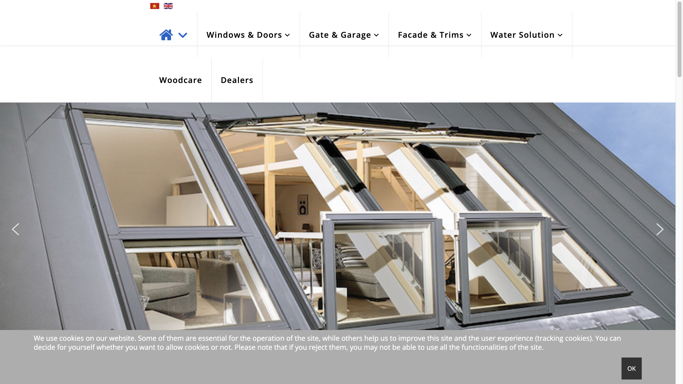 Windows & Doors
Gate & Garage
Facade & Trims
Water Solution
Woodcare
Dealers
We use cookies on our website. Some of them are essential for the operation of the site, while others help us to improve this site and the user experience (tracking cookies). You can
decide for yourself whether you want to allow cookies or not. Please note that if you reject them, you may not be able to use all the functionalities of the site.
OK